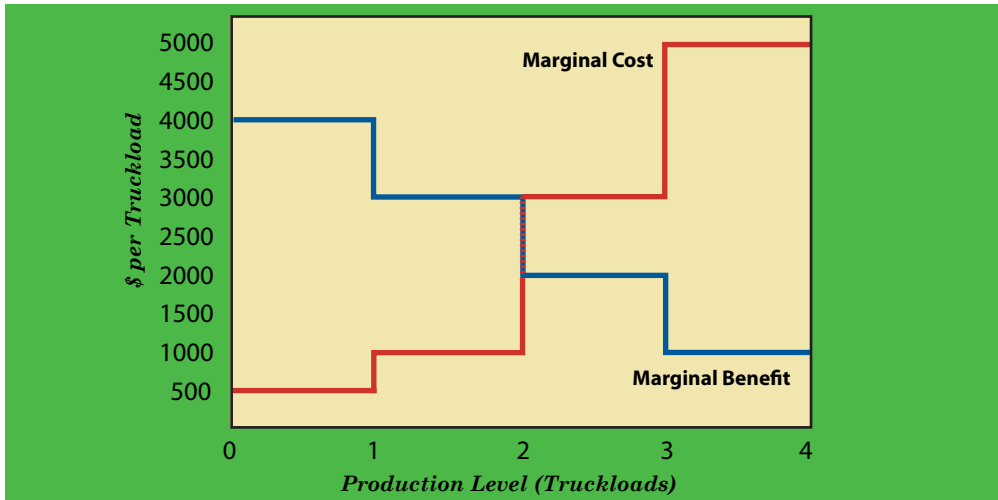 5000
4500
4000
3500
3000
2500
2000
1500
1000
500
$ per Truckload
Marginal Cost
Marginal Benefit
0 1 2 3 4
Production Level (Truckloads)